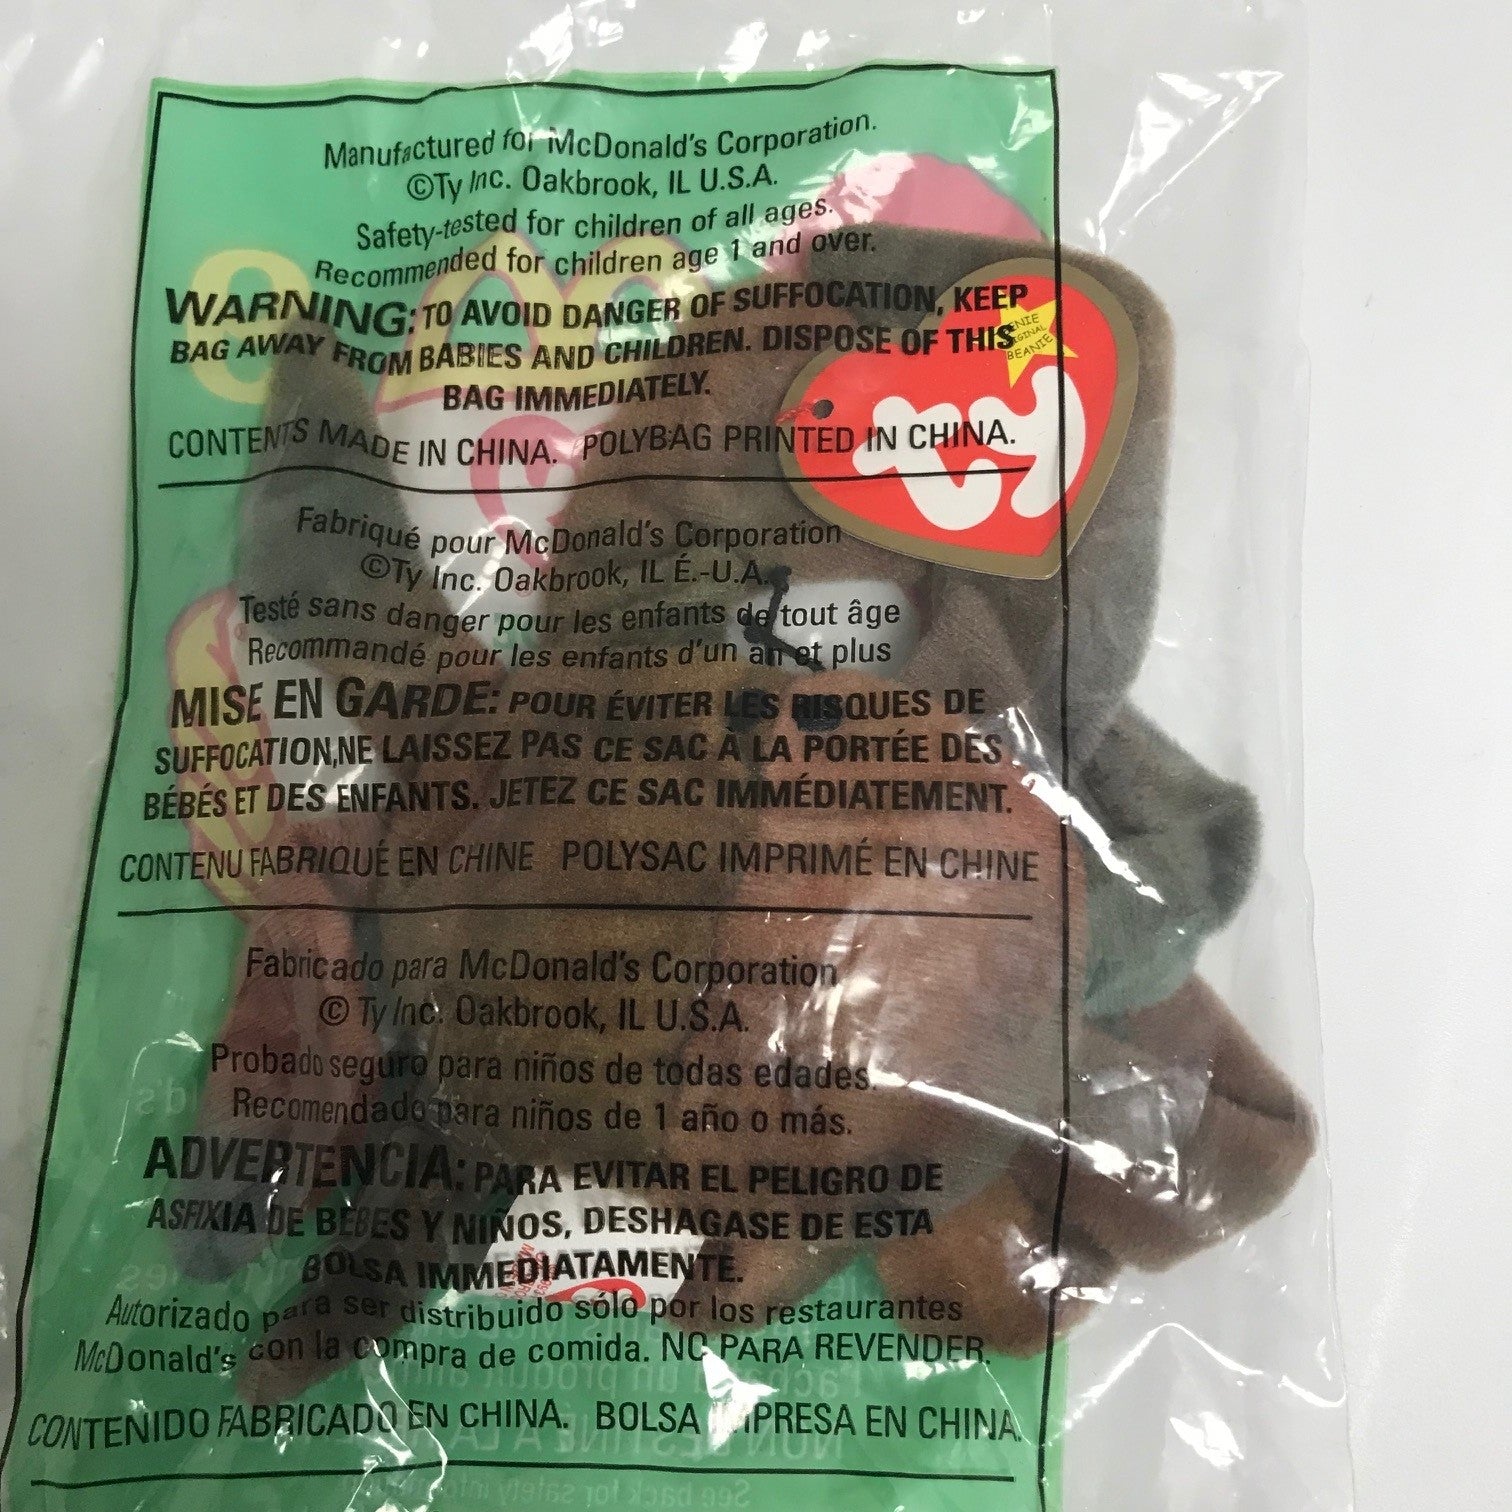 Manufactured for McDonald's Corporation.
©Ty Inc. Oakbrook, IL U.S.A.
Safety-tested for children of all ages.
Recommended for children age 1 and over.
WARNING: TO AVOID DANGER OF SUFFOCATION, KEEP
BAG AWAY FROM BABIES AND CHILDREN. DISPOSE OF THIS
BAG IMMEDIATELY.
CONTENTS MADE IN CHINA. POLYBAG PRINTED IN CHINA.
ty
BEANIE
Fabriqué pour McDonald's Corporation
©Ty Inc. Oakbrook, IL É.-U.A.
Testé sans danger pour les enfants de tout âge
Recommandé pour les enfants d'un an et plus
MISE EN GARDE: POUR ÉVITER LES RISQUES DE
SUFFOCATION,NE LAISSEZ PAS CE SAC À LA PORTÉE DES
BÉBÉS ET DES ENFANTS. JETEZ CE SAC IMMÉDIATEMENT.
CONTENU FABRIQUÉ EN CHINE POLYSAC IMPRIMÉ EN CHINE
Fabricado para McDonald's Corporation
© Ty Inc. Oakbrook, IL U.S.A.
Probado seguro para niños de todas edades.
Recomendado para niños de 1 año o más.
ADVERTENCIA: PARA EVITAR EL PELIGRO DE
ASFIXIA DE BEBES Y NIÑOS, DESHAGASE DE ESTA
BOLSA IMMEDIATAMENTE.
Autorizado para ser distribuido sólo por los restaurantes
McDonald's con la compra de comida. NO PARA REVENDER.
CONTENIDO FABRICADO EN CHINA. BOLSA IMPRESA EN CHINA.
See back for safety information